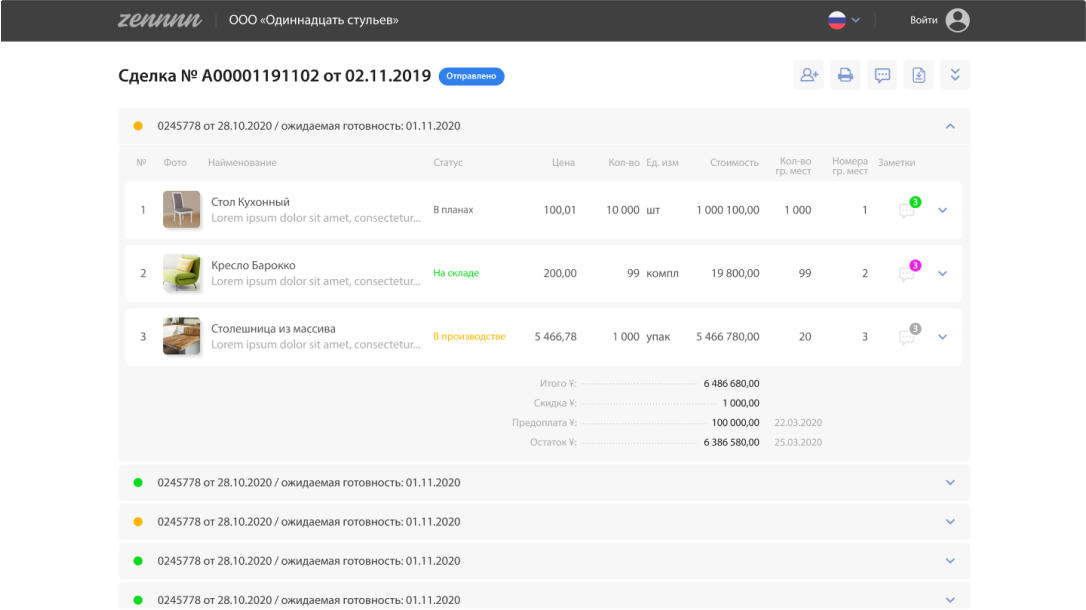 zennnn ООО «Одиннадцать стульев» Войти
Сделка № A00001191102 от 02.11.2019 Отправлено
0245778 от 28.10.2020 / ожидаемая готовность: 01.11.2020
№ Фото Найменование Статус Цена Кол-во Ед. изм Стоимость Кол-во гр. мест Номера гр. мест Заметки
1 Стол Кухонный В планах 100,01 10 000 шт 1 000 100,00 1 000 1 3
Lorem ipsum dolor sit amet, consectetur...
2 Кресло Барокко На складе 200,00 99 компл 19 800,00 99 2 3
Lorem ipsum dolor sit amet, consectetur...
3 Столешница из массива В производстве 5 466,78 1 000 упак 5 466 780,00 20 3 3
Lorem ipsum dolor sit amet, consectetur...
Итого ¥: 6 486 680,00
Скидка ¥: 1 000,00
Предоплата ¥: 100 000,00 22.03.2020
Остаток ¥: 6 386 580,00 25.03.2020
0245778 от 28.10.2020 / ожидаемая готовность: 01.11.2020
0245778 от 28.10.2020 / ожидаемая готовность: 01.11.2020
0245778 от 28.10.2020 / ожидаемая готовность: 01.11.2020
0245778 от 28.10.2020 / ожидаемая готовность: 01.11.2020